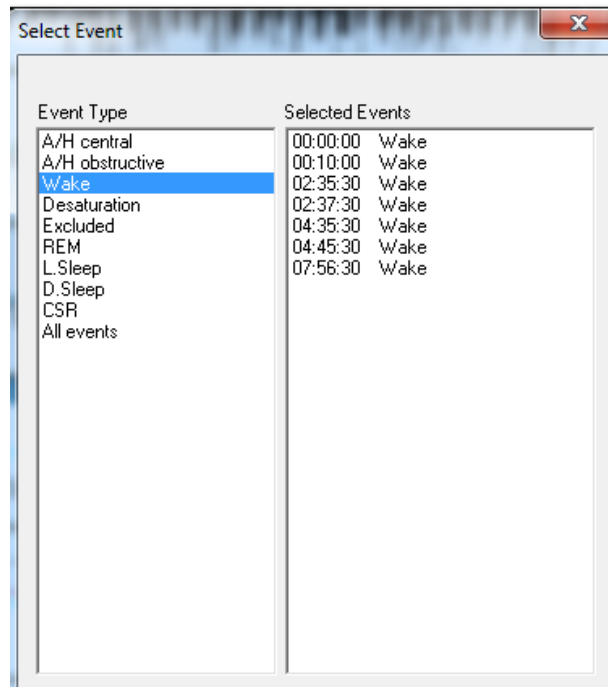 Select Event
Event Type
Selected Events
A/H central
A/H obstructive
Wake
Desaturation
Excluded
REM
L.Sleep
D.Sleep
CSR
All events
00:00:00 Wake
00:10:00 Wake
02:35:30 Wake
02:37:30 Wake
04:35:30 Wake
04:45:30 Wake
07:56:30 Wake